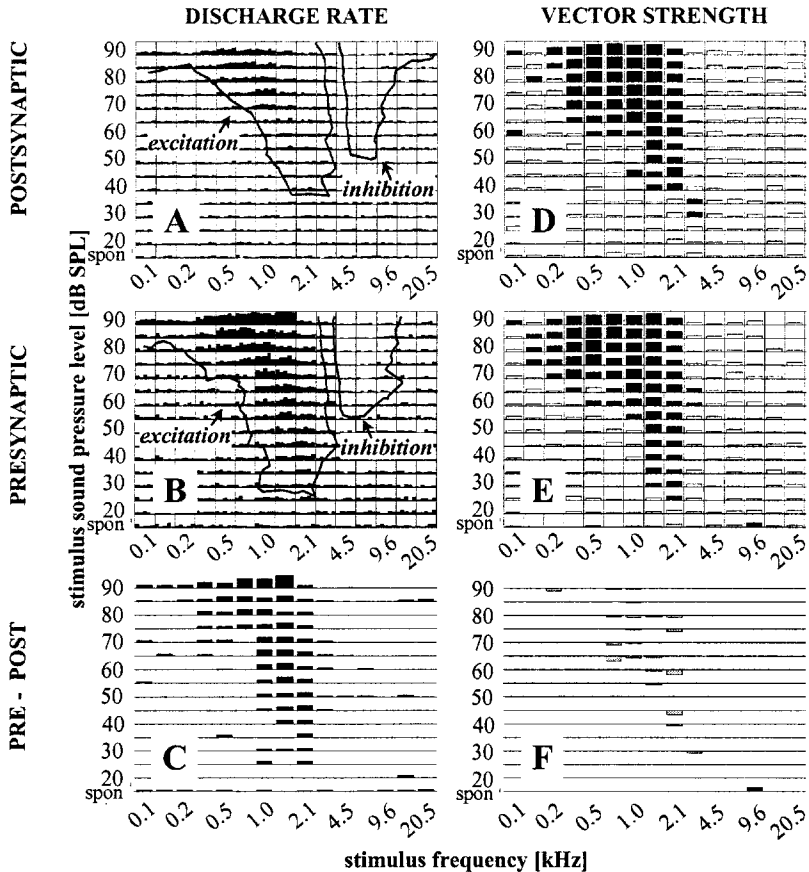 DISCHARGE RATE
VECTOR STRENGTH
POSTSYNAPTIC
PRESYNAPTIC
PRE - POST
stimulus sound pressure level [dB SPL]
90
80
70
60
50
40
30
20
spon
excitation
inhibition
A
0.1 0.2 0.5 1.0 2.1 4.5 9.6 20.5
90
80
70
60
50
40
30
20
spon
D
0.1 0.2 0.5 1.0 2.1 4.5 9.6 20.5
90
80
70
60
50
40
30
20
spon
excitation
inhibition
B
0.1 0.2 0.5 1.0 2.1 4.5 9.6 20.5
90
80
70
60
50
40
30
20
spon
E
0.1 0.2 0.5 1.0 2.1 4.5 9.6 20.5
90
80
70
60
50
40
30
20
spon
C
0.1 0.2 0.5 1.0 2.1 4.5 9.6 20.5
90
80
70
60
50
40
30
20
spon
F
0.1 0.2 0.5 1.0 2.1 4.5 9.6 20.5
stimulus frequency [kHz]